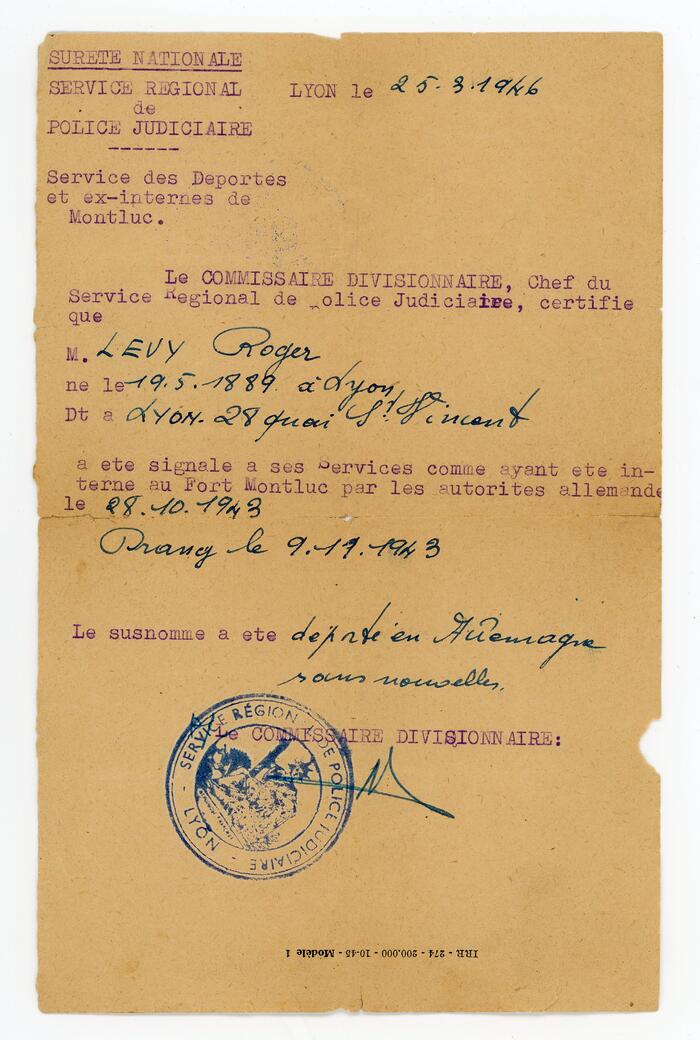 SURETE NATIONALE
SERVICE REGIONAL
de
POLICE JUDICIAIRE
------
LYON le 25.3.1946
Service des Deportes
et ex-internes de
Montluc.
Le COMMISSAIRE DIVISIONNAIRE, Chef du
Service Regional de Police Judiciaire, certifie
que
M. LEVY Roger
ne le 19.5.1889 à Lyon
Dt a LYON. 28 quai St Vincent
a ete signale a ses Services comme ayant ete in-
terne au Fort Montluc par les autorites allemande
le 28.10.1943
Drancy le 9.11.1943
Le susnomme a ete déporté en Allemagne
sans nouvelles.
Le COMMISSAIRE DIVISIONNAIRE:
SERVICE RÉGIONAL DE POLICE JUDICIAIRE - LYON -
IRR - 274 - 200.000 - 10-45 - Modèle 1